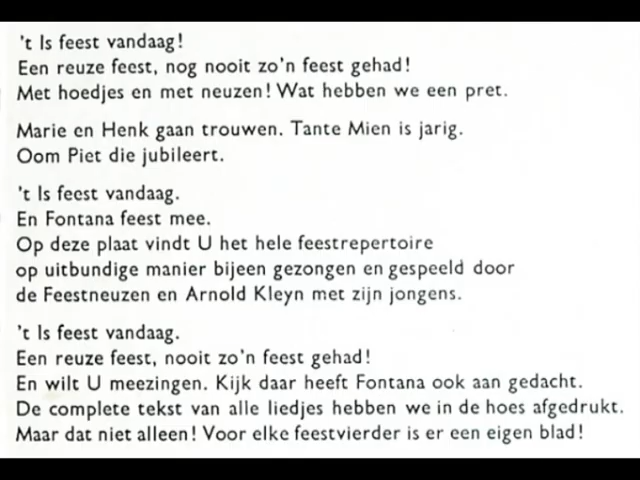 't Is feest vandaag!
Een reuze feest, nog nooit zo'n feest gehad!
Met hoedjes en met neuzen! Wat hebben we een pret.
Marie en Henk gaan trouwen. Tante Mien is jarig.
Oom Piet die jubileert.
't Is feest vandaag.
En Fontana feest mee.
Op deze plaat vindt U het hele feestrepertoire
op uitbundige manier bijeen gezongen en gespeeld door
de Feestneuzen en Arnold Kleyn met zijn jongens.
't Is feest vandaag.
Een reuze feest, nooit zo'n feest gehad!
En wilt U meezingen. Kijk daar heeft Fontana ook aan gedacht.
De complete tekst van alle liedjes hebben we in de hoes afgedrukt.
Maar dat niet alleen! Voor elke feestvierder is er een eigen blad!